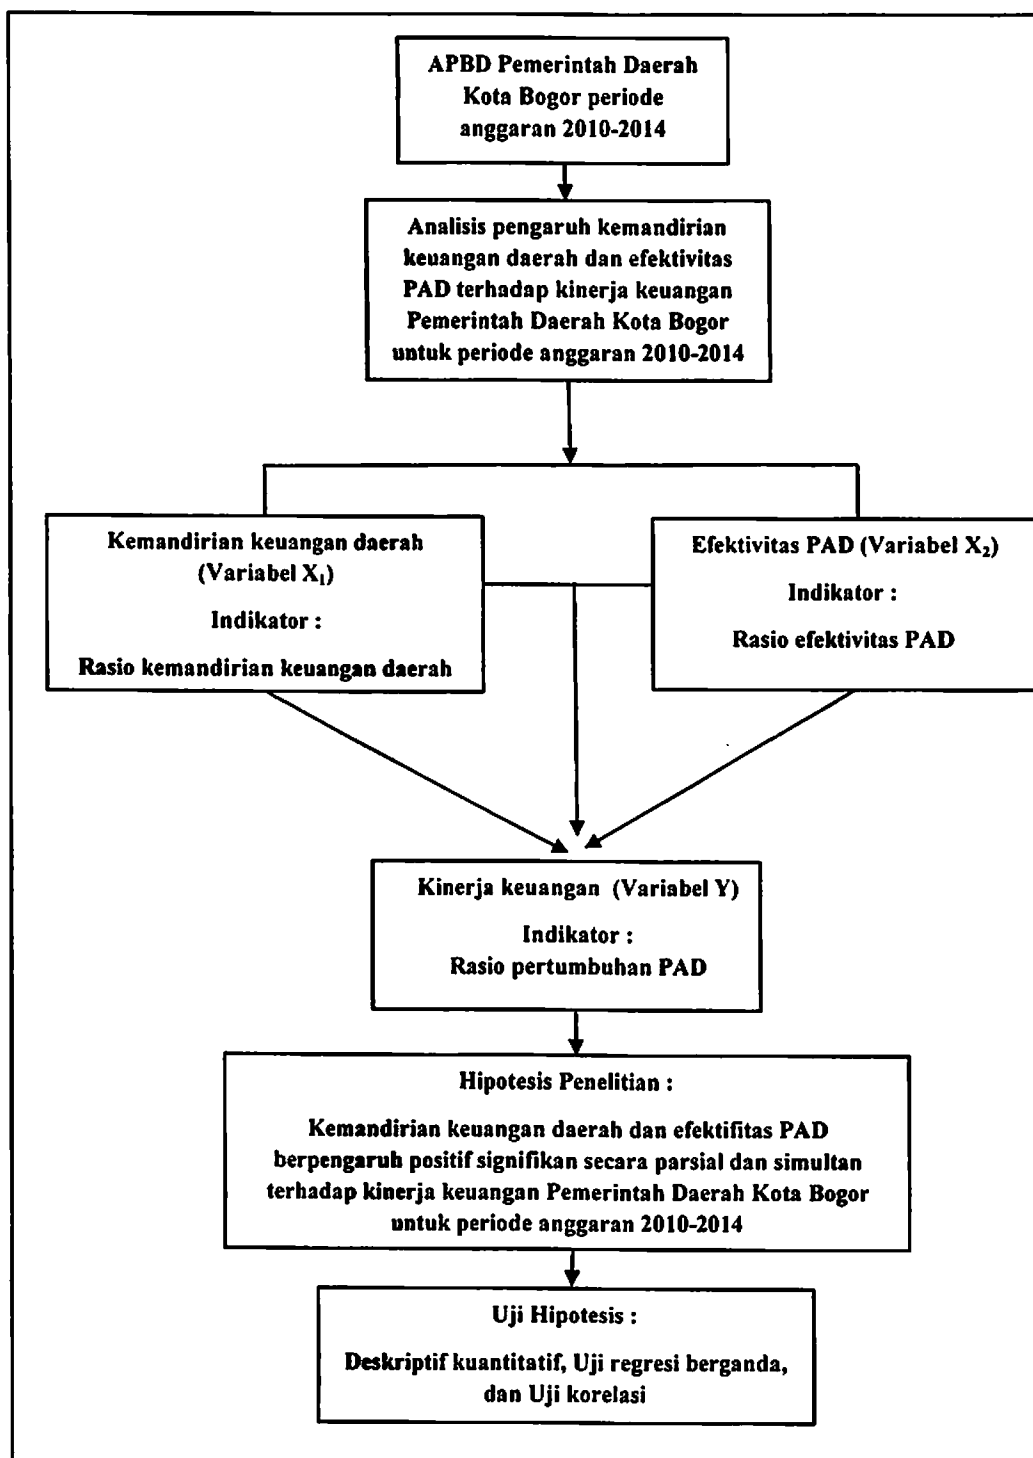 APBD Pemerintah Daerah
Kota Bogor periode
anggaran 2010-2014
Analisis pengaruh kemandirian
keuangan daerah dan efektivitas
PAD terhadap kinerja keuangan
Pemerintah Daerah Kota Bogor
untuk periode anggaran 2010-2014
Kemandirian keuangan daerah
(Variabel X₁)
Indikator :
Rasio kemandirian keuangan daerah
Efektivitas PAD (Variabel X₂)
Indikator :
Rasio efektivitas PAD
Kinerja keuangan (Variabel Y)
Indikator :
Rasio pertumbuhan PAD
Hipotesis Penelitian :
Kemandirian keuangan daerah dan efektifitas PAD
berpengaruh positif signifikan secara parsial dan simultan
terhadap kinerja keuangan Pemerintah Daerah Kota Bogor
untuk periode anggaran 2010-2014
Uji Hipotesis :
Deskriptif kuantitatif, Uji regresi berganda,
dan Uji korelasi